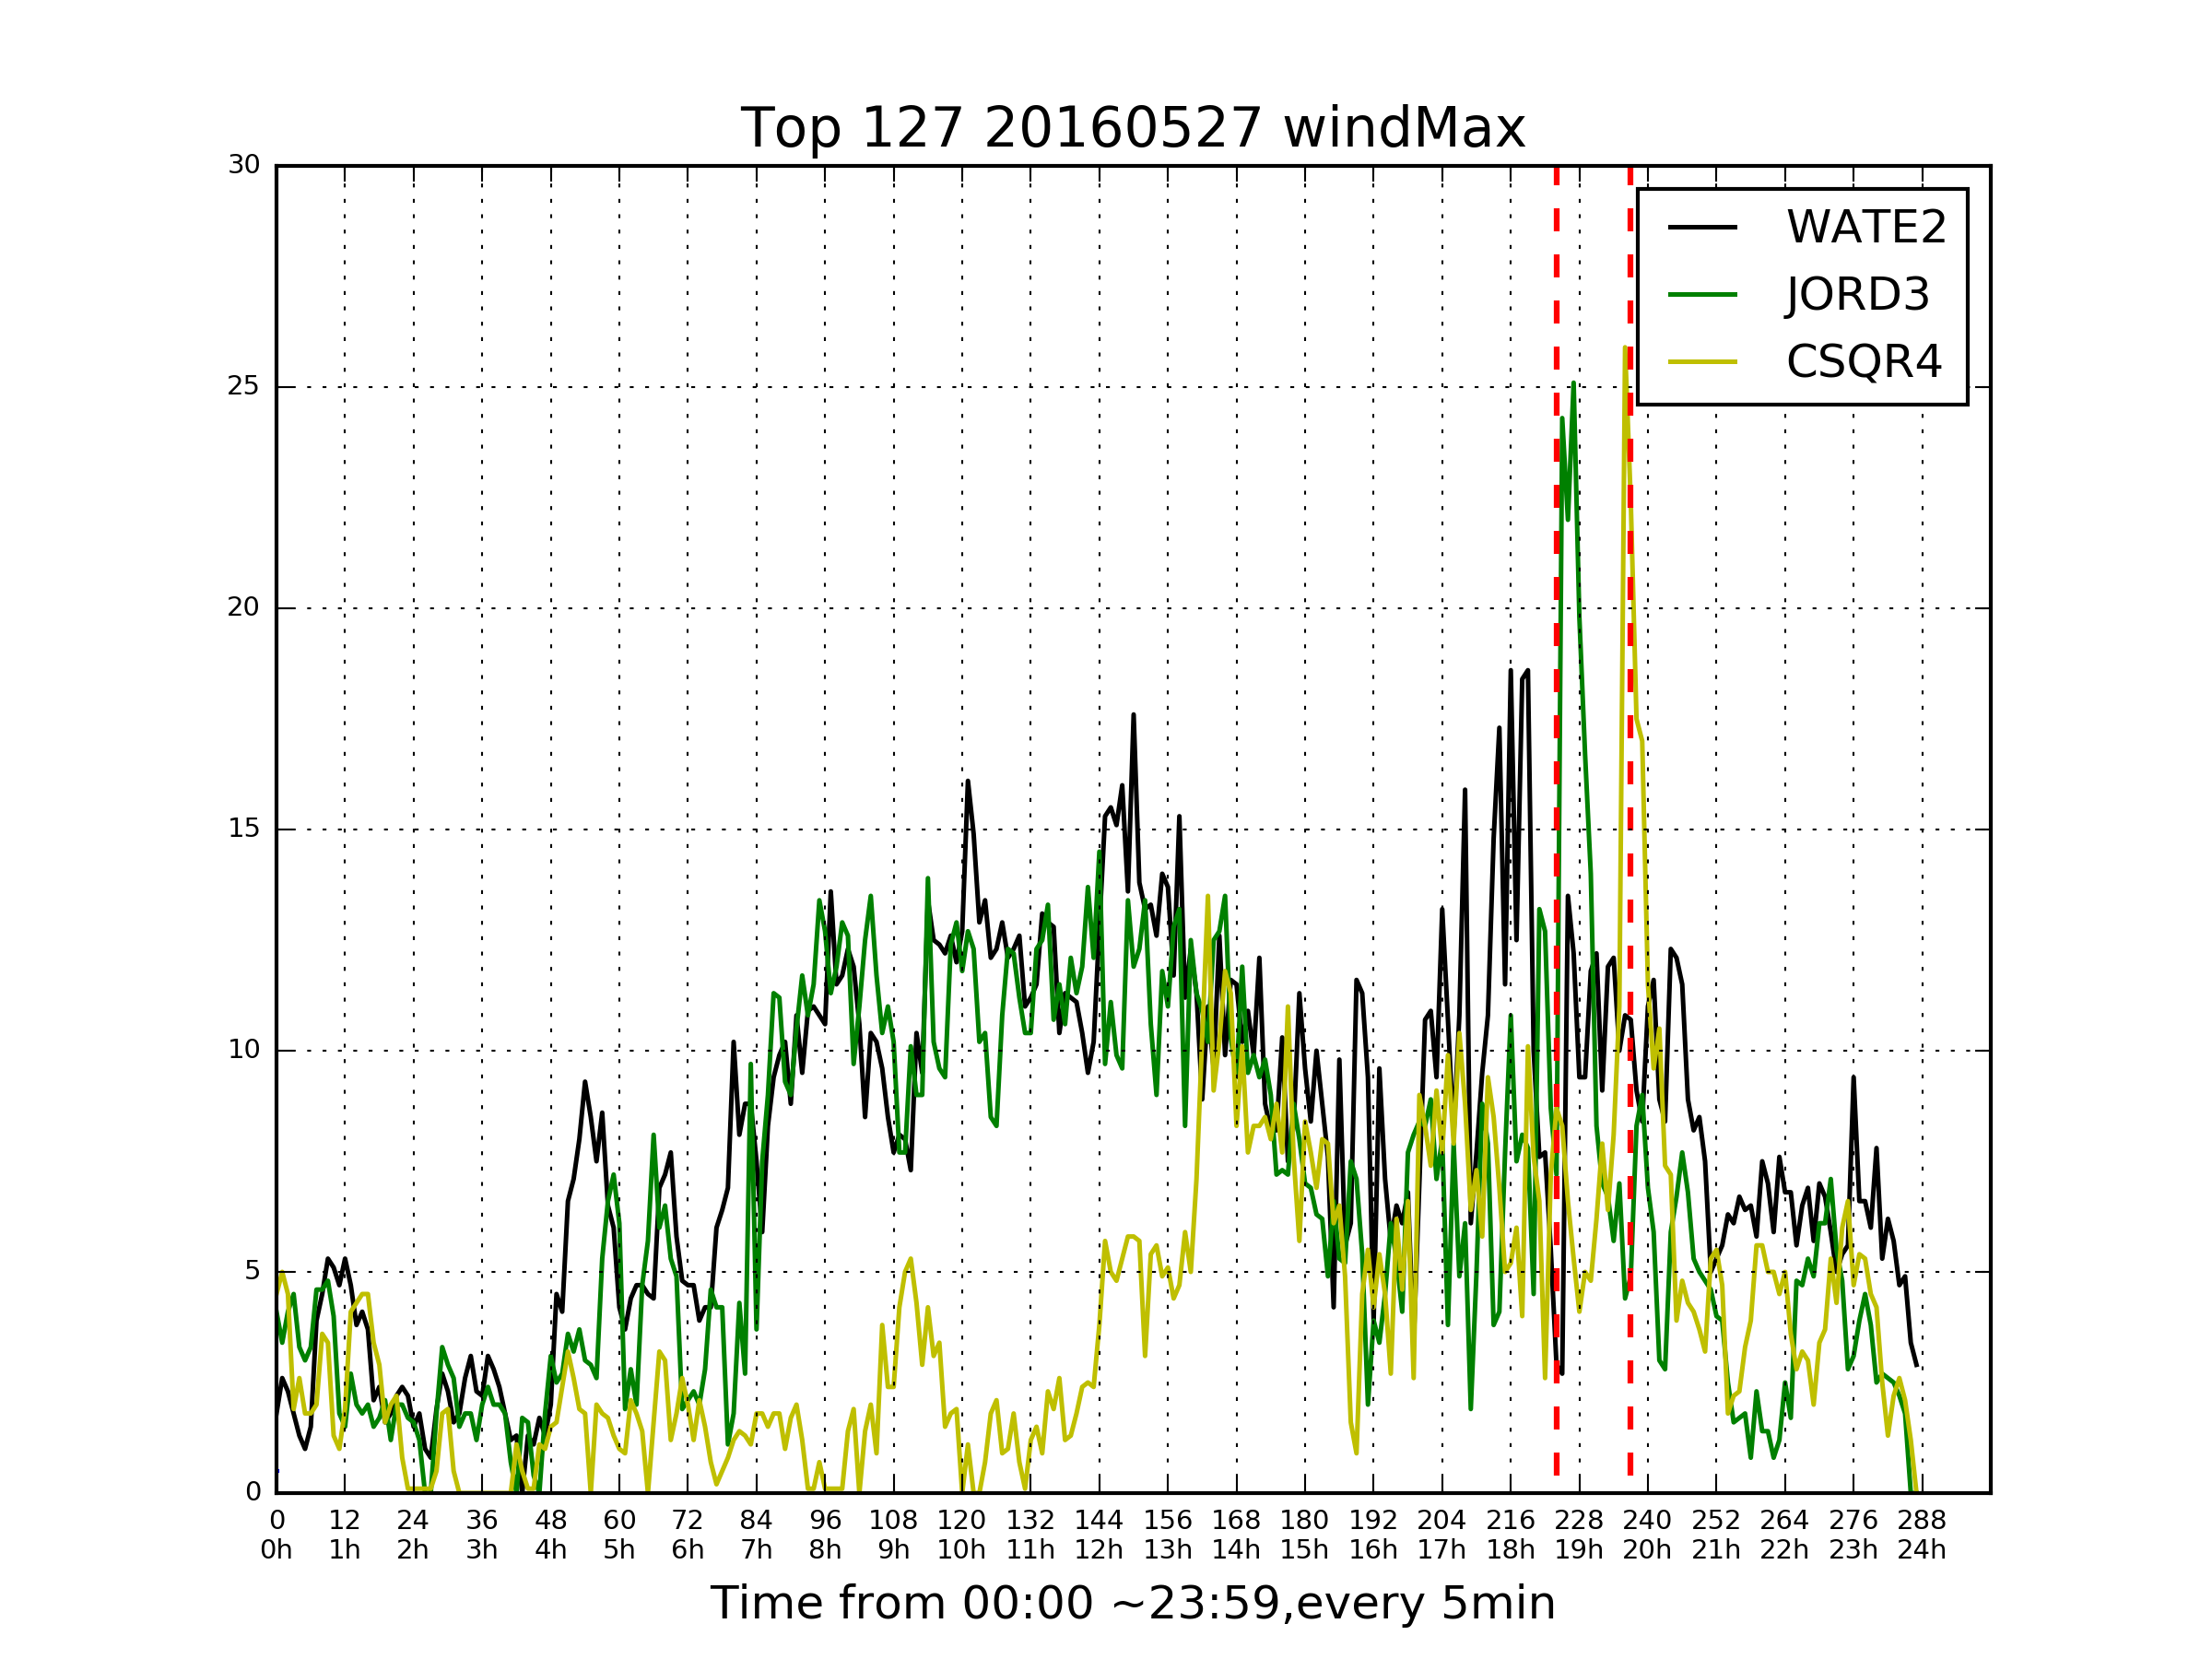 Top 127 20160527 windMax
30
25
20
15
10
5
0
WATE2
JORD3
CSQR4
0 12 24 36 48 60 72 84 96 108 120 132 144 156 168 180 192 204 216 228 240 252 264 276 288
0h 1h 2h 3h 4h 5h 6h 7h 8h 9h 10h 11h 12h 13h 14h 15h 16h 17h 18h 19h 20h 21h 22h 23h 24h
Time from 00:00 ~23:59,every 5min